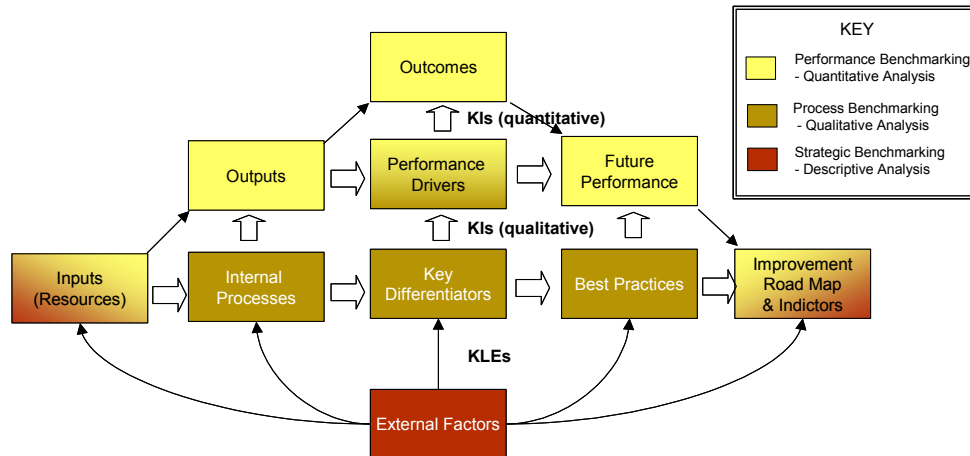 KEY
Performance Benchmarking
- Quantitative Analysis
Process Benchmarking
- Qualitative Analysis
Strategic Benchmarking
- Descriptive Analysis
Outcomes
KIs (quantitative)
Outputs
Performance
Drivers
Future
Performance
KIs (qualitative)
Inputs
(Resources)
Internal
Processes
Key
Differentiators
Best Practices
Improvement
Road Map
& Indictors
KLEs
External Factors